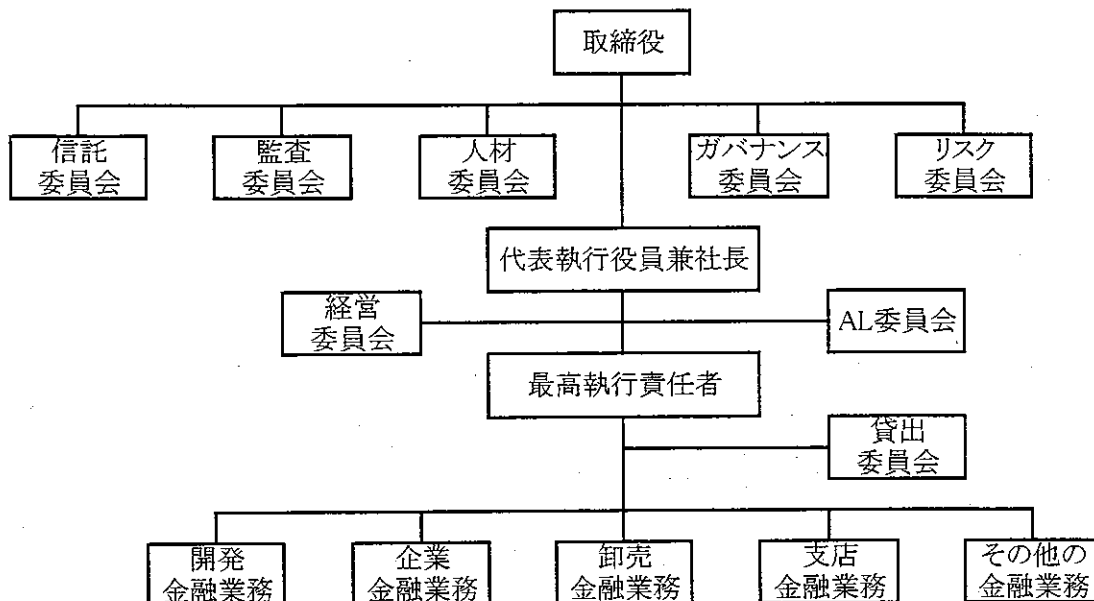 取締役
信託
委員会
監査
委員会
人材
委員会
ガバナンス
委員会
リスク
委員会
代表執行役員兼社長
経営
委員会
AL委員会
最高執行責任者
貸出
委員会
開発
金融業務
企業
金融業務
卸売
金融業務
支店
金融業務
その他の
金融業務